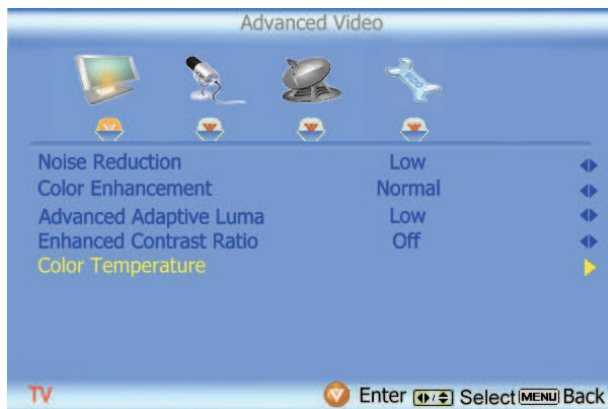 Advanced Video
VIZIO
Noise Reduction Low
Color Enhancement Normal
Advanced Adaptive Luma Low
Enhanced Contrast Ratio Off
Color Temperature
TV Enter Select MENU Back